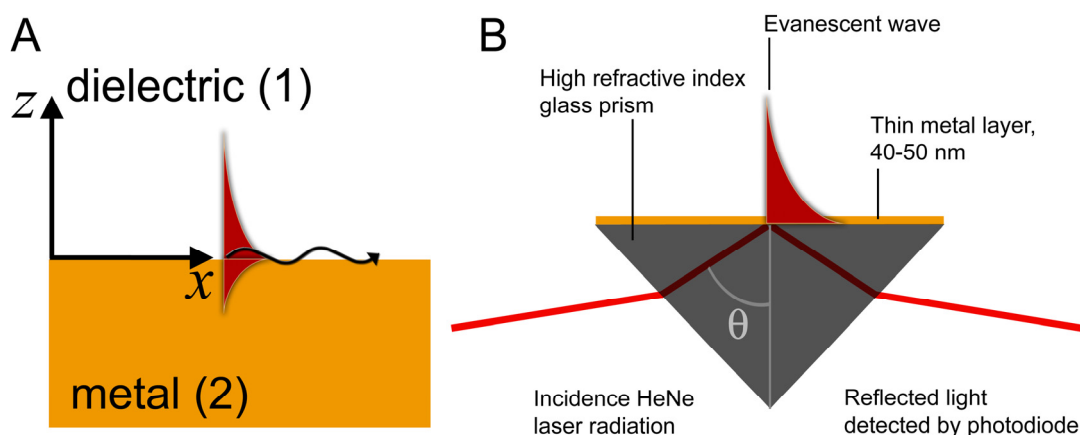 A
dielectric (1)
z
x
metal (2)
B
Evanescent wave
High refractive index
glass prism
Thin metal layer,
40-50 nm
θ
Incidence HeNe
laser radiation
Reflected light
detected by photodiode